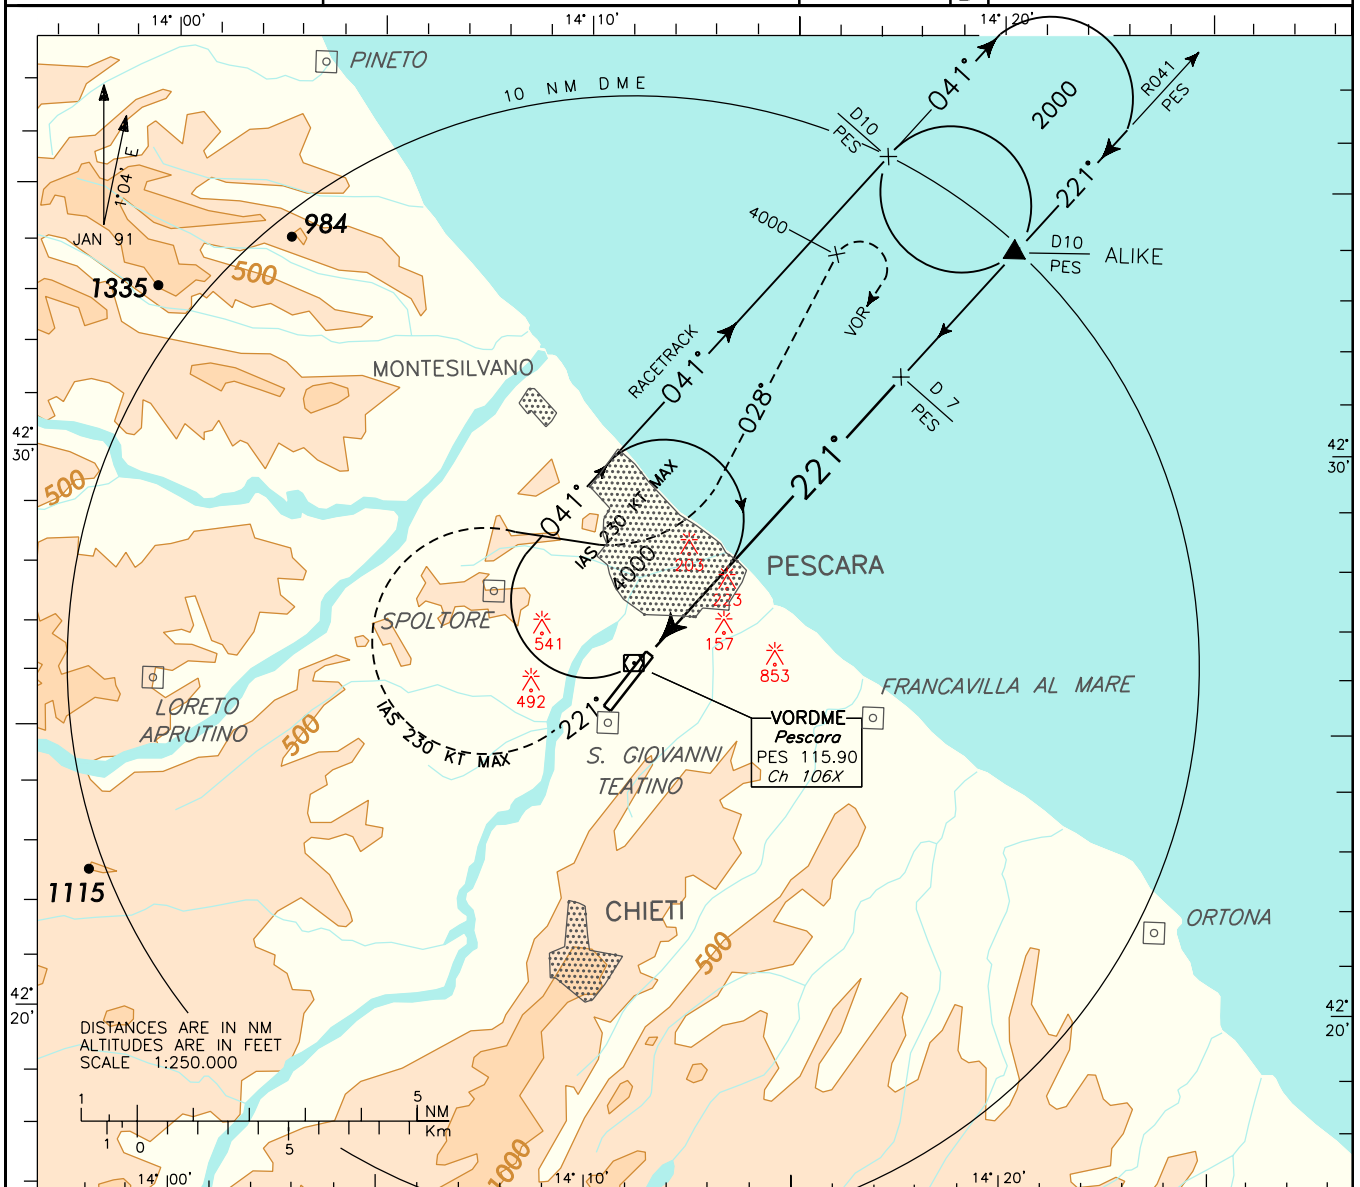 14° 00'
14° 10'
14° 20'
PINETO
10 NM DME
D10
PES
041°
2000
R041
PES
221°
1°04' E
JAN 91
984
1335
500
4000
D10
PES
ALIKE
VOR
MONTESILVANO
RACETRACK
041°
028°
D 7
PES
42°
30'
42°
30'
500
221°
041°
IAS 230 KT MAX
4000
203
PESCARA
223
SPOLTORE
541
157
853
492
LORETO
APRUTINO
500
IAS 230 KT MAX
221°
FRANCAVILLA AL MARE
VORDME
Pescara
PES 115.90
Ch 106X
S. GIOVANNI
TEATINO
1115
CHIETI
500
ORTONA
42°
20'
42°
20'
DISTANCES ARE IN NM
ALTITUDES ARE IN FEET
SCALE 1:250.000
1 5 NM
1 0 5 Km
1000
14° 00'
14° 10'
14° 20'